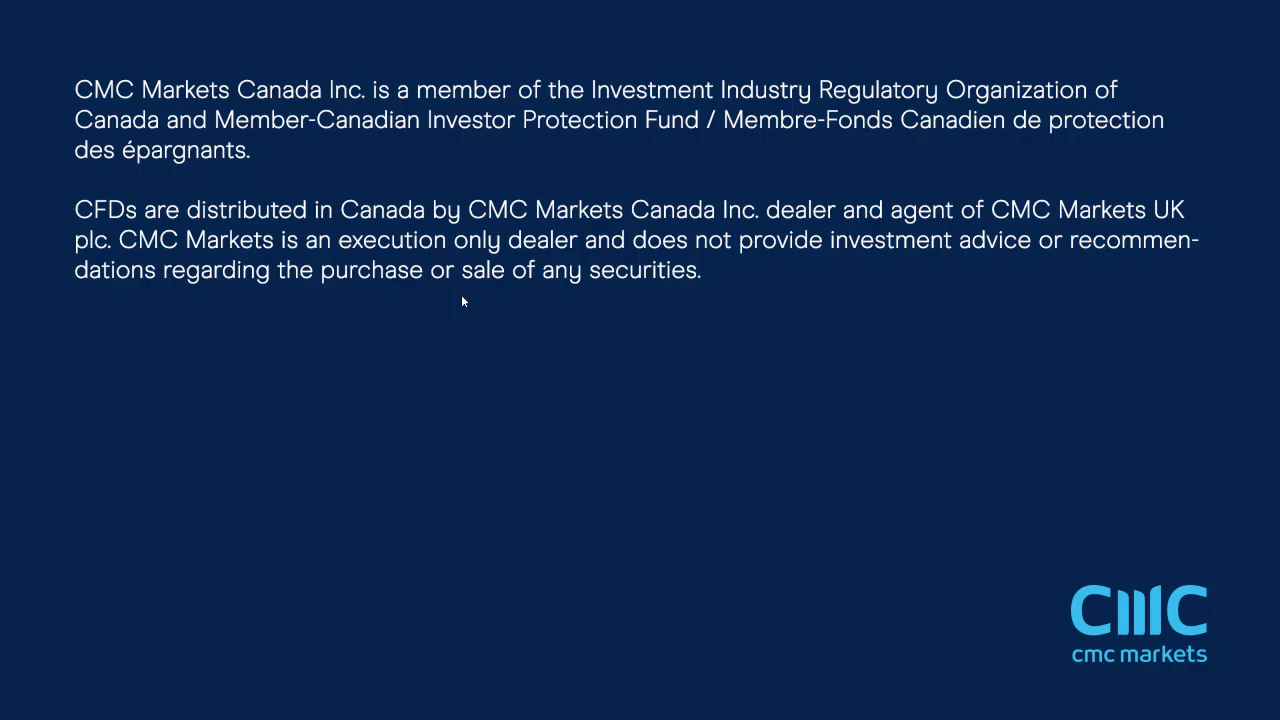 CMC Markets Canada Inc. is a member of the Investment Industry Regulatory Organization of
Canada and Member-Canadian Investor Protection Fund / Membre-Fonds Canadien de protection
des épargnants.
CFDs are distributed in Canada by CMC Markets Canada Inc. dealer and agent of CMC Markets UK
plc. CMC Markets is an execution only dealer and does not provide investment advice or recommen-
dations regarding the purchase or sale of any securities.
CMC
cmc markets